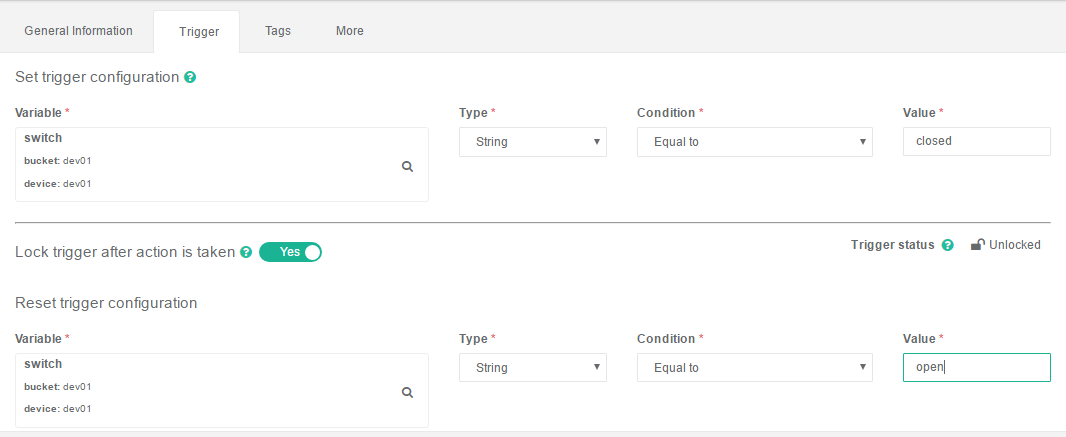 General Information Trigger Tags More
Set trigger configuration ?
Variable * Type * Condition * Value *
switch
bucket: dev01
device: dev01
String Equal to closed
Lock trigger after action is taken ? Yes Trigger status ? Unlocked
Reset trigger configuration
Variable * Type * Condition * Value *
switch
bucket: dev01
device: dev01
String Equal to open